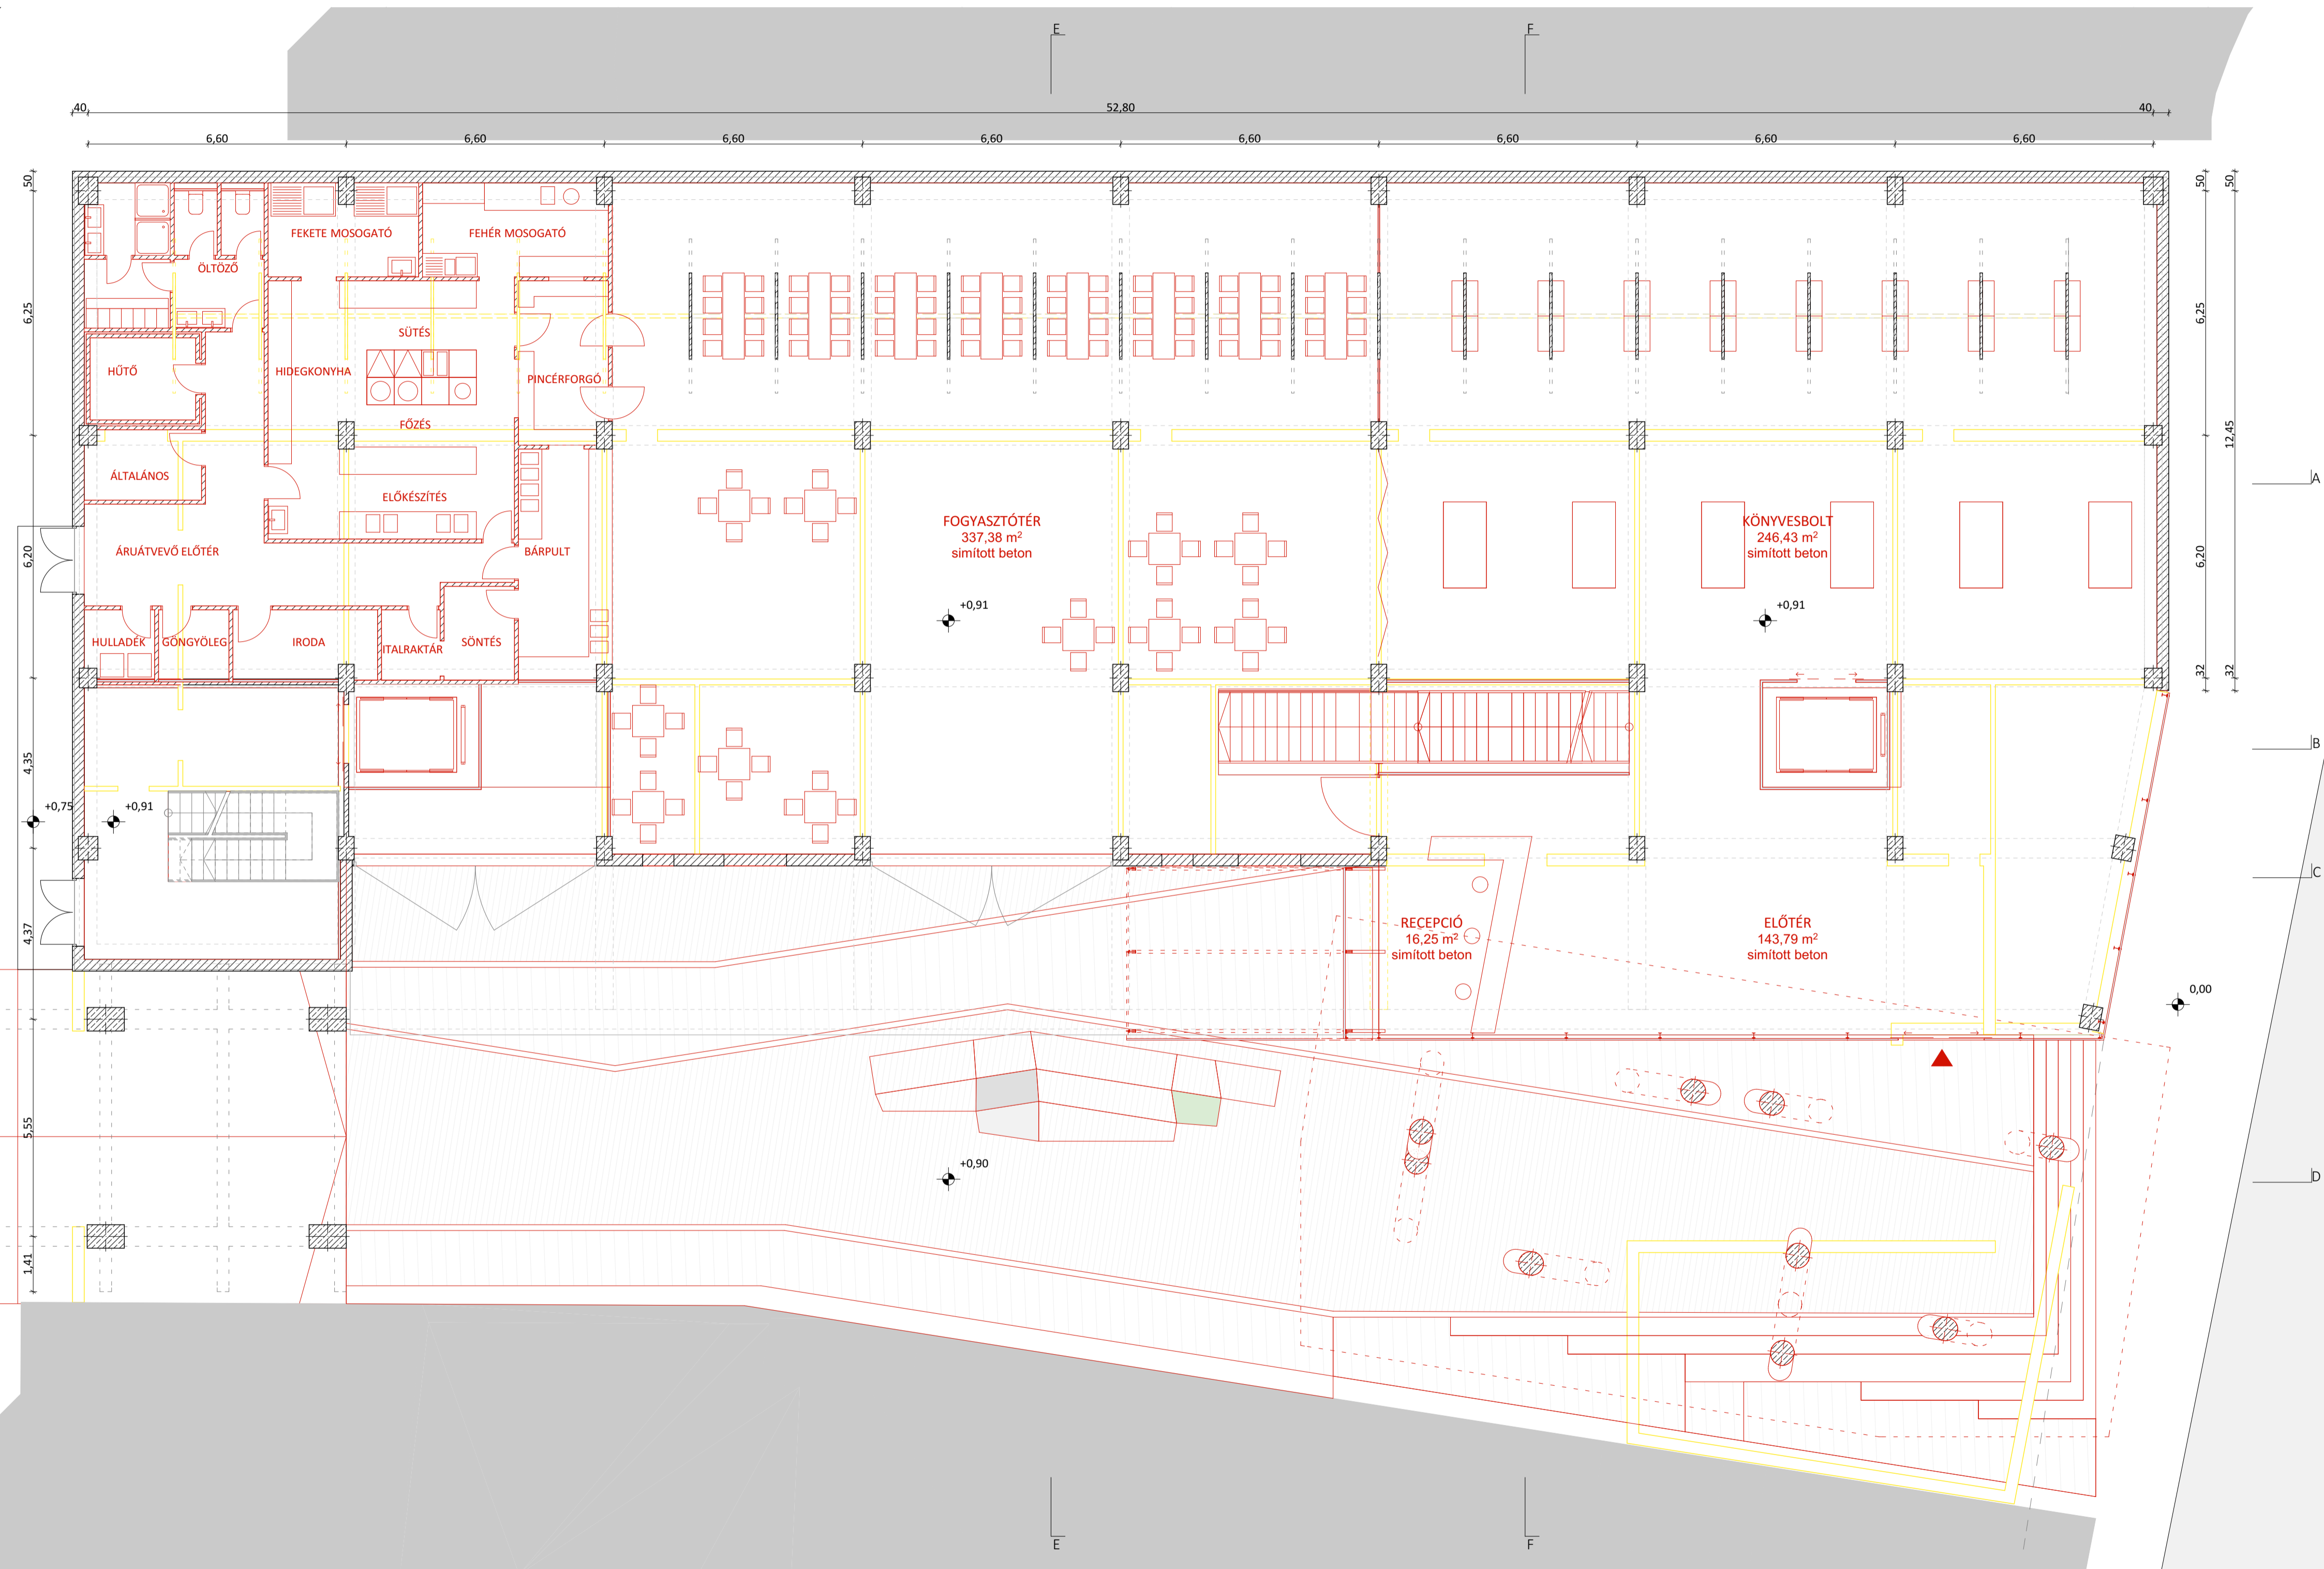 E
F
40
52,80
40
6,60
6,60
6,60
6,60
6,60
6,60
6,60
6,60
50
50
50
FEKETE MOSOGATÓ
FEHÉR MOSOGATÓ
ÖLTÖZŐ
6,25
6,25
SÜTÉS
HŰTŐ
HIDEGKONYHA
PINCÉRFORGÓ
FŐZÉS
12,45
ÁLTALÁNOS
A
ELŐKÉSZÍTÉS
FOGYASZTÓTÉR
337,38 m²
simított beton
KÖNYVESBOLT
246,43 m²
simított beton
ÁRUÁTVEVŐ ELŐTÉR
BÁRPULT
6,20
6,20
+0,91
+0,91
HULLADÉK
GÖNGYÖLEG
IRODA
ITALRAKTÁR
SÖNTÉS
32
32
B
4,35
+0,75
+0,91
C
4,37
RECEPCIÓ
16,25 m²
simított beton
ELŐTÉR
143,79 m²
simított beton
0,00
5,55
+0,90
D
1,41
E
F